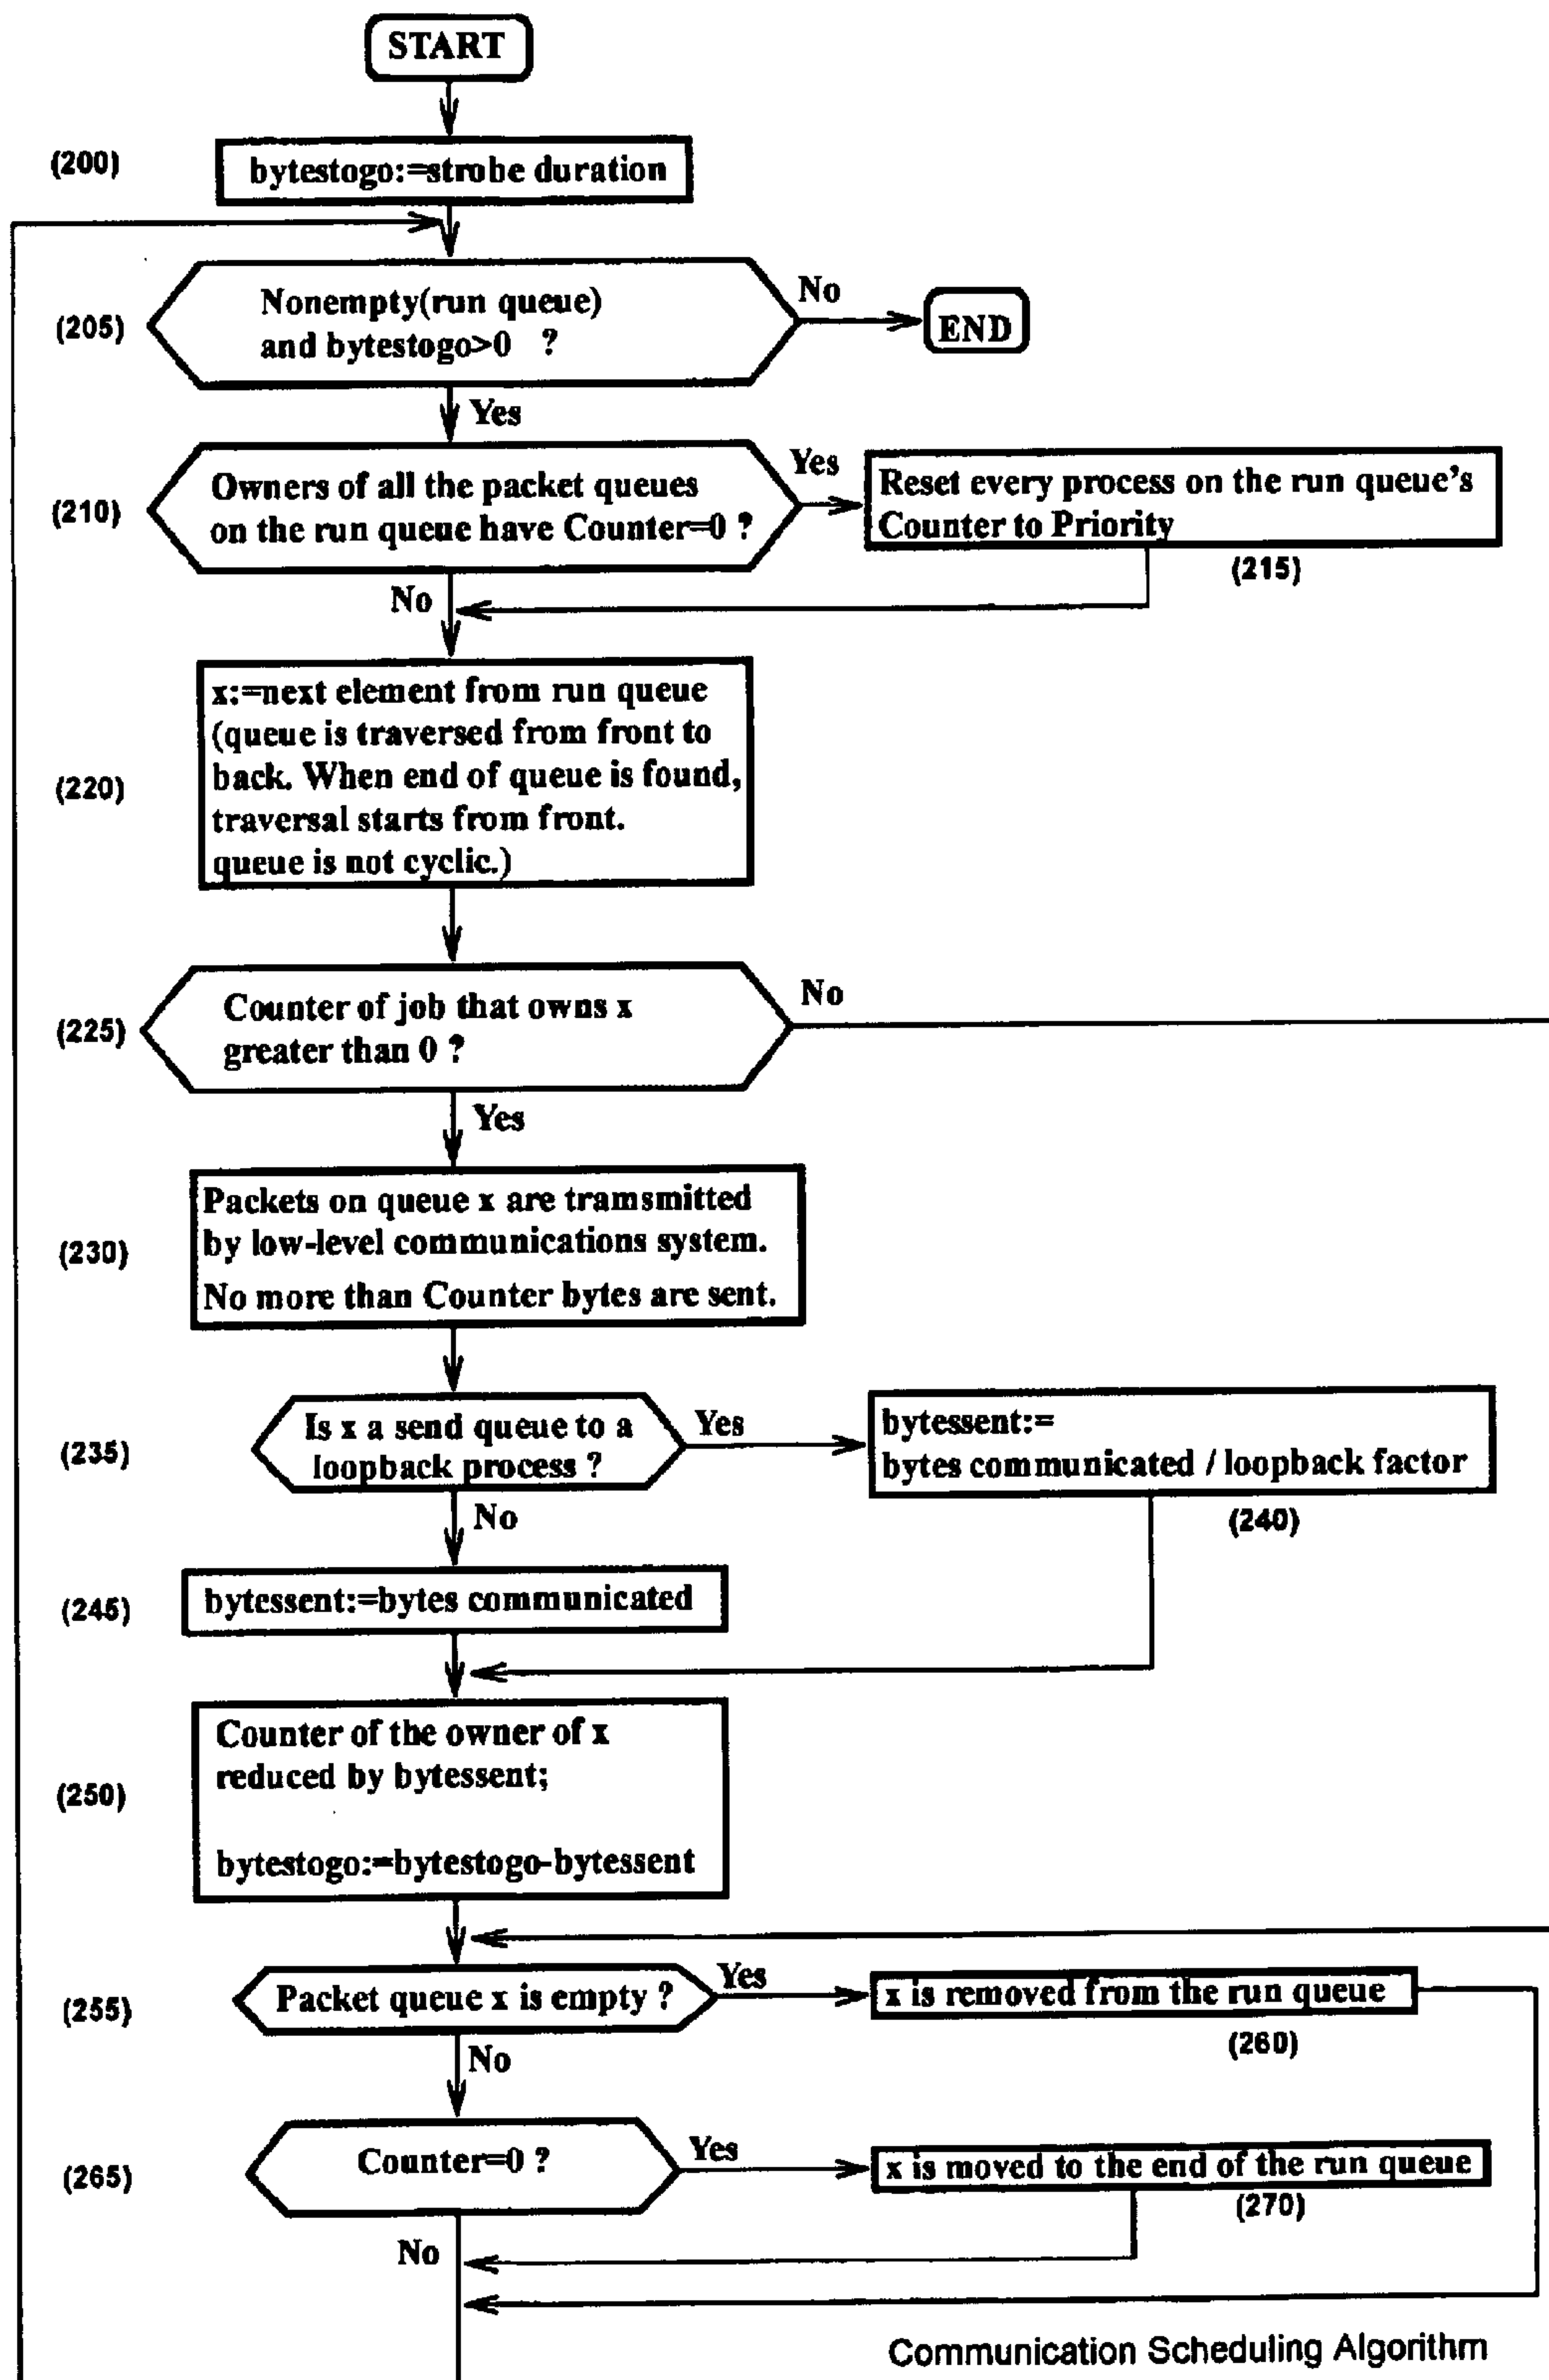 START
(200)
bytestogo:=strobe duration
(205)
Nonempty(run queue)
and bytestogo>0 ?
No
END
Yes
(210)
Owners of all the packet queues
on the run queue have Counter=0 ?
Yes
Reset every process on the run queue's
Counter to Priority
(215)
No
(220)
x:=next element from run queue
(queue is traversed from front to
back. When end of queue is found,
traversal starts from front.
queue is not cyclic.)
(225)
Counter of job that owns x
greater than 0 ?
No
Yes
(230)
Packets on queue x are tramsmitted
by low-level communications system.
No more than Counter bytes are sent.
(235)
Is x a send queue to a
loopback process ?
Yes
bytessent:=
bytes communicated / loopback factor
(240)
No
(245)
bytessent:=bytes communicated
(250)
Counter of the owner of x
reduced by bytessent;
bytestogo:=bytestogo-bytessent
(255)
Packet queue x is empty ?
Yes
x is removed from the run queue
(260)
No
(265)
Counter=0 ?
Yes
x is moved to the end of the run queue
(270)
No
Communication Scheduling Algorithm